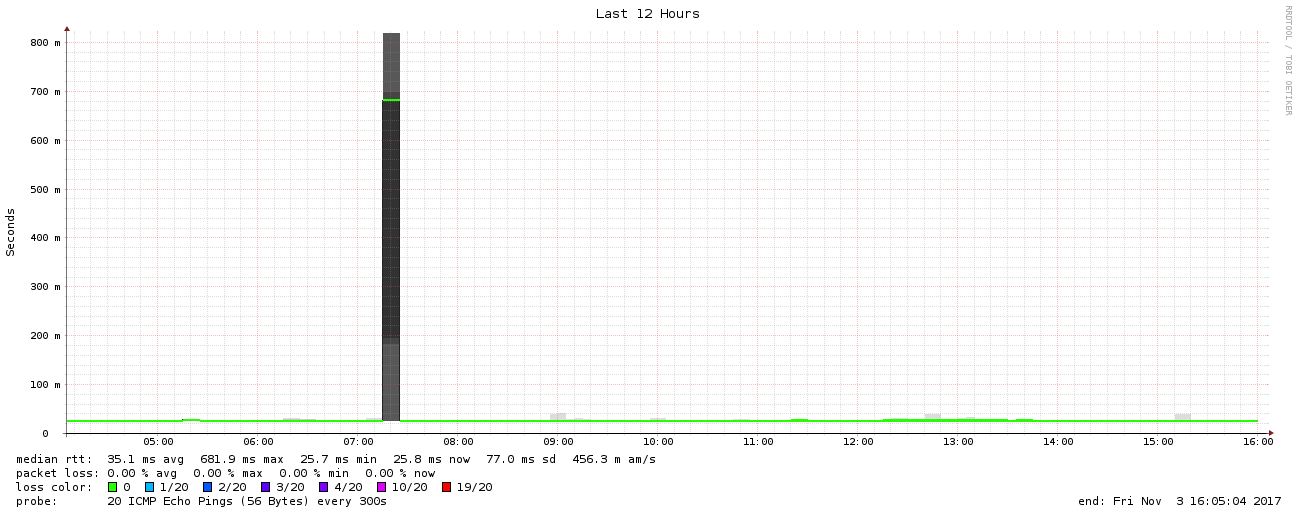 Last 12 Hours
RRDTOOL / TOBI OETIKER
Seconds
800 m
700 m
600 m
500 m
400 m
300 m
200 m
100 m
0
05:00 06:00 07:00 08:00 09:00 10:00 11:00 12:00 13:00 14:00 15:00 16:00
median rtt: 35.1 ms avg 681.9 ms max 25.7 ms min 25.8 ms now 77.0 ms sd 456.3 m am/s
packet loss: 0.00 % avg 0.00 % max 0.00 % min 0.00 % now
loss color: 0 1/20 2/20 3/20 4/20 10/20 19/20
probe: 20 ICMP Echo Pings (56 Bytes) every 300s end: Fri Nov 3 16:05:04 2017